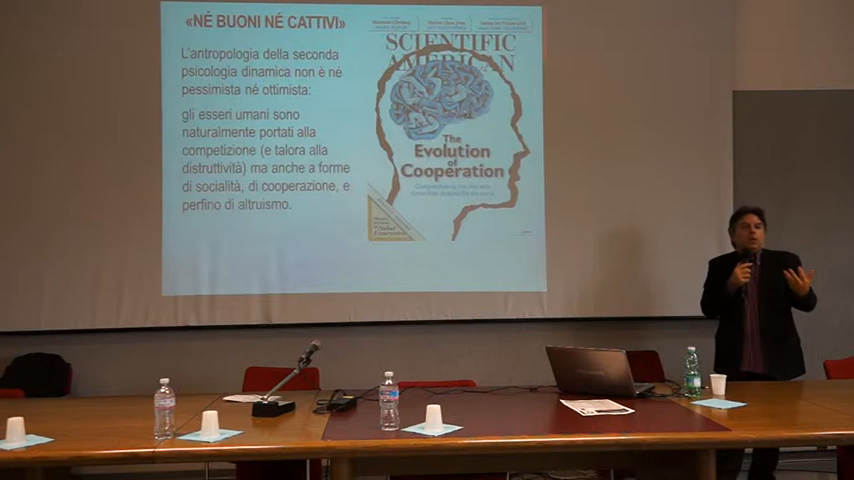 «NÉ BUONI NÉ CATTIVI»
L'antropologia della seconda
psicologia dinamica non è né
pessimista né ottimista:
gli esseri umani sono
naturalmente portati alla
competizione (e talora alla
distruttività) ma anche a forme
di socialità, di cooperazione, e
perfino di altruismo.
SCIENTIFIC
AMERICAN
The
Evolution
of
Cooperation